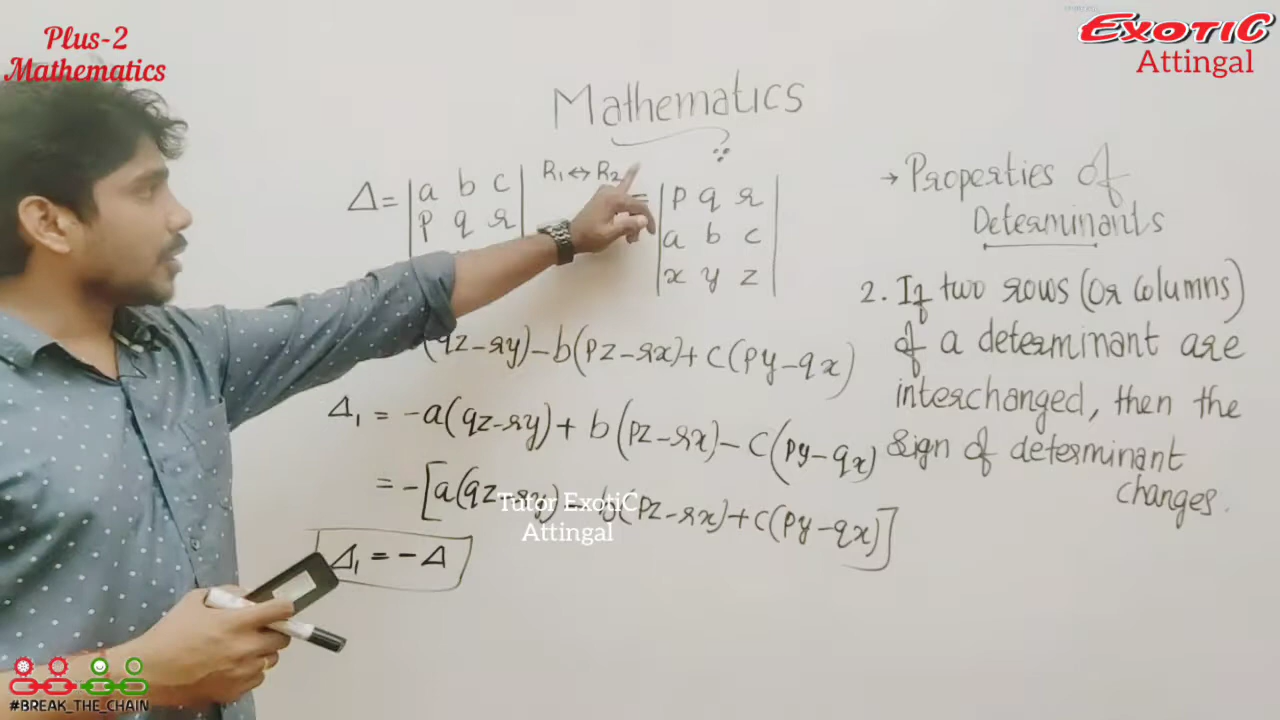 Plus-2
Mathematics
EXOTIC
Attingal
Mathematics
Δ = | a b c | R₁ ↔ R₂ = | p q r |
| p q r | | a b c |
| x y z |
(qz-ry) - b(pz-rx) + c(py-qx)
Δ₁ = -a(qz-ry) + b(pz-rx) - c(py-qx)
= -[a(qz-ry) - b(pz-rx) + c(py-qx)]
Δ₁ = -Δ
→ Properties of
Determinants
2. If two rows (or columns)
of a determinant are
interchanged, then the
sign of determinant
changes.
Tutor ExotiC
Attingal
#BREAK_THE_CHAIN